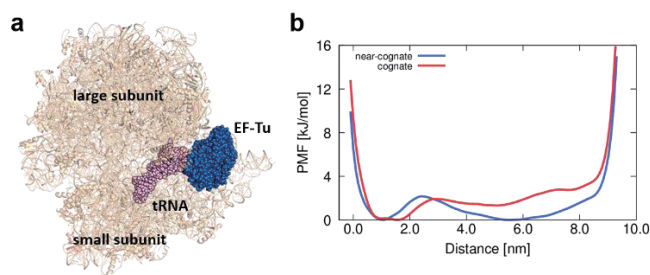 a
large subunit
EF-Tu
tRNA
small subunit
b
near-cognate
cognate
PMF [kJ/mol]
16
12
8
4
0
0.0 2.0 4.0 6.0 8.0 10.0
Distance [nm]